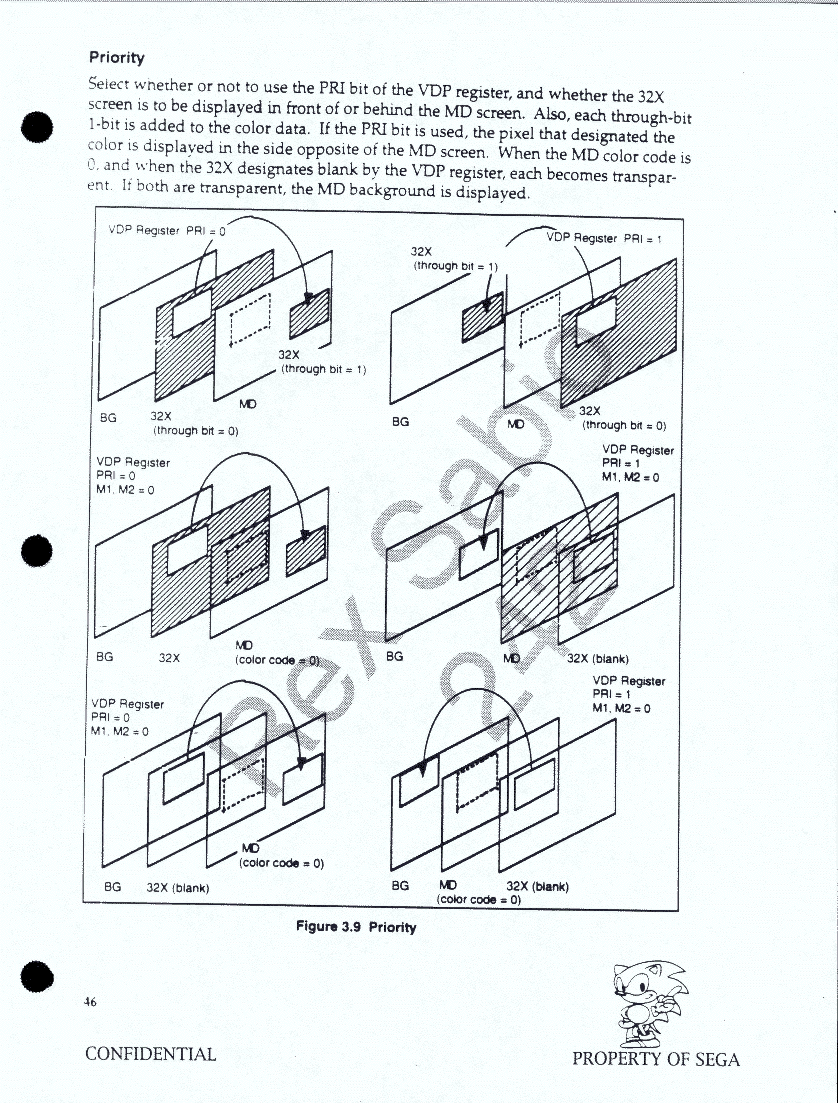 Priority
Select whether or not to use the PRI bit of the VDP register, and whether the 32X
screen is to be displayed in front of or behind the MD screen. Also, each through-bit
1-bit is added to the color data. If the PRI bit is used, the pixel that designated the
color is displayed in the side opposite of the MD screen. When the MD color code is
0, and when the 32X designates blank by the VDP register, each becomes transpar-
ent. If both are transparent, the MD background is displayed.
VDP Register PRI = 0
32X
(through bit = 1)
MD
BG
32X
(through bit = 0)
VDP Register PRI = 1
32X
(through bit = 1)
BG
MD
32X
(through bit = 0)
VDP Register
PRI = 0
M1, M2 = 0
BG
32X
MD
(color code = 0)
VDP Register
PRI = 1
M1, M2 = 0
BG
MD
32X (blank)
VDP Register
PRI = 0
M1, M2 = 0
MD
(color code = 0)
BG
32X (blank)
VDP Register
PRI = 1
M1, M2 = 0
BG
MD
(color code = 0)
32X (blank)
Rex Sabio
Figure 3.9 Priority
46
CONFIDENTIAL
PROPERTY OF SEGA